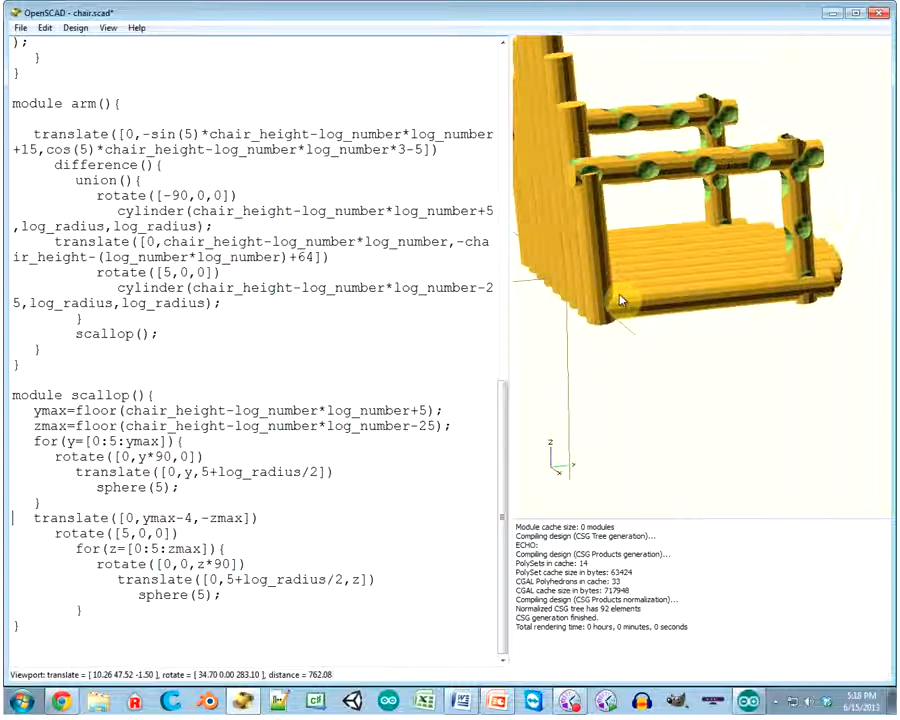 OpenSCAD - chair.scad*
File Edit Design View Help
);
}
}
module arm(){
translate([0,-sin(5)*chair_height-log_number*log_number
+15,cos(5)*chair_height-log_number*log_number*3-5])
difference(){
union(){
rotate([-90,0,0])
cylinder(chair_height-log_number*log_number+5
,log_radius,log_radius);
translate([0,chair_height-log_number*log_number,-cha
ir_height-(log_number*log_number)+64])
rotate([5,0,0])
cylinder(chair_height-log_number*log_number-2
5,log_radius,log_radius);
}
scallop();
}
}
module scallop(){
ymax=floor(chair_height-log_number*log_number+5);
zmax=floor(chair_height-log_number*log_number-25);
for(y=[0:5:ymax]){
rotate([0,y*90,0])
translate([0,y,5+log_radius/2])
sphere(5);
}
translate([0,ymax-4,-zmax])
rotate([5,0,0])
for(z=[0:5:zmax]){
rotate([0,0,z*90])
translate([0,5+log_radius/2,z])
sphere(5);
}
}
Z
Y
X
Module cache size: 0 modules
Compiling design (CSG Tree generation)...
ECHO:
Compiling design (CSG Products generation)...
PolySets in cache: 14
PolySet cache size in bytes: 63424
CGAL Polyhedrons in cache: 33
CGAL cache size in bytes: 717948
Compiling design (CSG Products normalization)...
Normalized CSG tree has 92 elements
CSG generation finished.
Total rendering time: 0 hours, 0 minutes, 0 seconds
Viewport: translate = [ 10.26 47.52 -1.50 ], rotate = [ 34.70 0.00 283.10 ], distance = 762.08
5:18 PM
6/15/2013